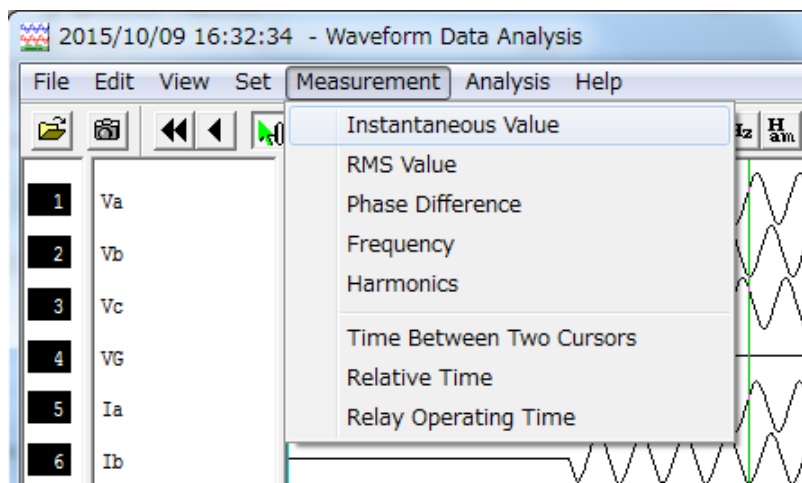 2015/10/09 16:32:34 - Waveform Data Analysis
File Edit View Set Measurement Analysis Help
Instantaneous Value
RMS Value
Phase Difference
Frequency
Harmonics
Time Between Two Cursors
Relative Time
Relay Operating Time
Hz
Ham
1 Va
2 Vb
3 Vc
4 VG
5 Ia
6 Ib